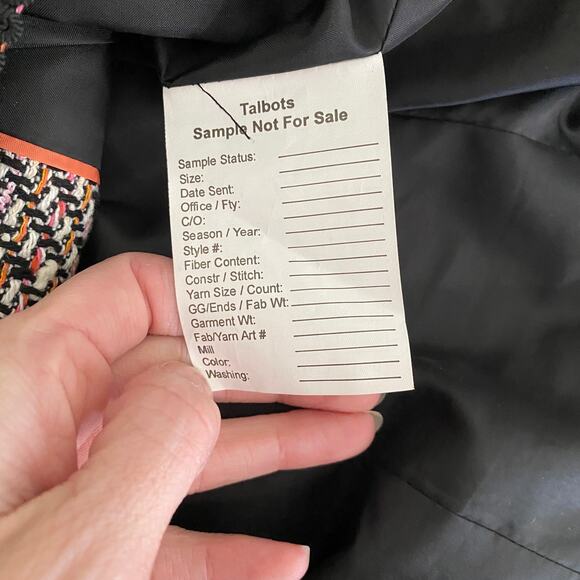 Talbots
Sample Not For Sale
Sample Status:
Size:
Date Sent:
Office / Fty:
C/O:
Season / Year:
Style #:
Fiber Content:
Constr / Stitch:
Yarn Size / Count:
GG/Ends / Fab Wt:
Garment Wt:
Fab/Yarn Art #
Mill
Color:
Washing: